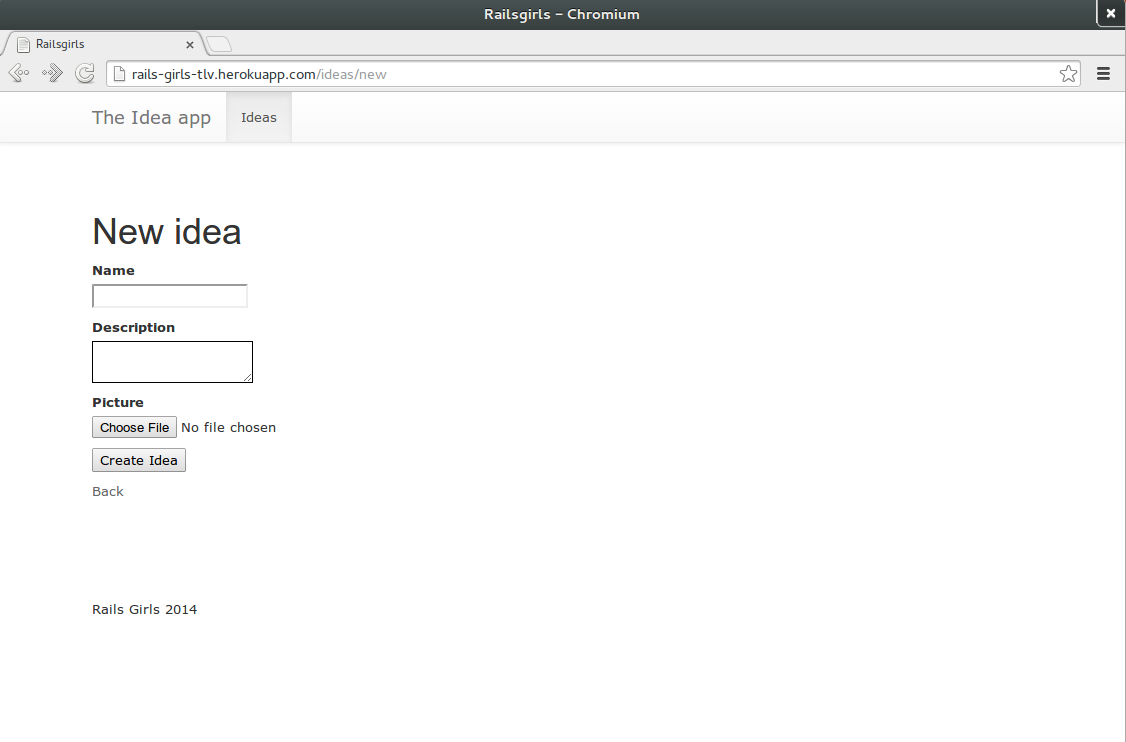 Railsgirls - Chromium
Railsgirls
rails-girls-tlv.herokuapp.com/ideas/new
The Idea app Ideas
New idea
Name
Description
Picture
Choose File No file chosen
Create Idea
Back
Rails Girls 2014